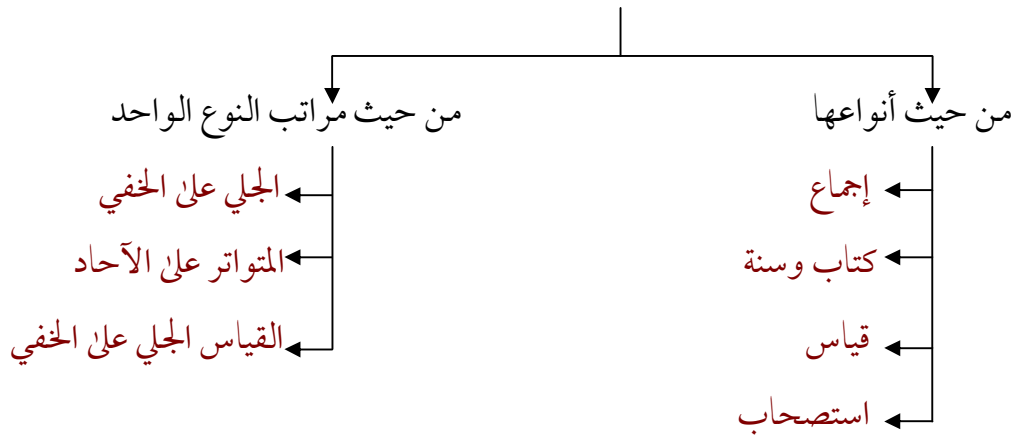 من حيث أنواعها
إجماع
كتاب وسنة
قياس
استصحاب
من حيث مراتب النوع الواحد
الجلي علىٰ الخفي
المتواتر علىٰ الآحاد
القياس الجلي علىٰ الخفي